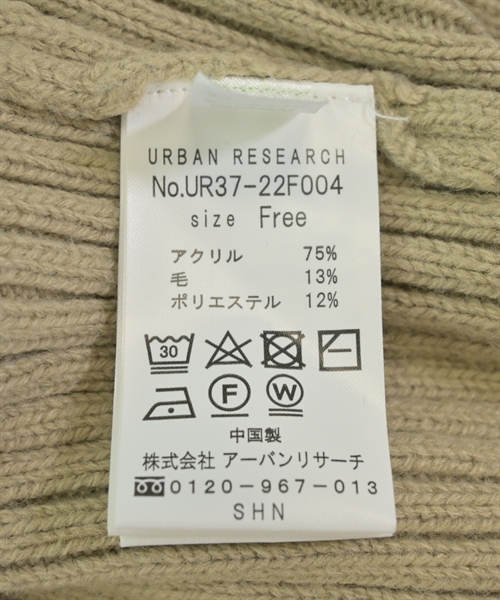 URBAN RESEARCH
No.UR37-22F004
size Free
アクリル 75%
毛 13%
ポリエステル 12%
30
F W
中国製
株式会社 アーバンリサーチ
0120-967-013
SHN